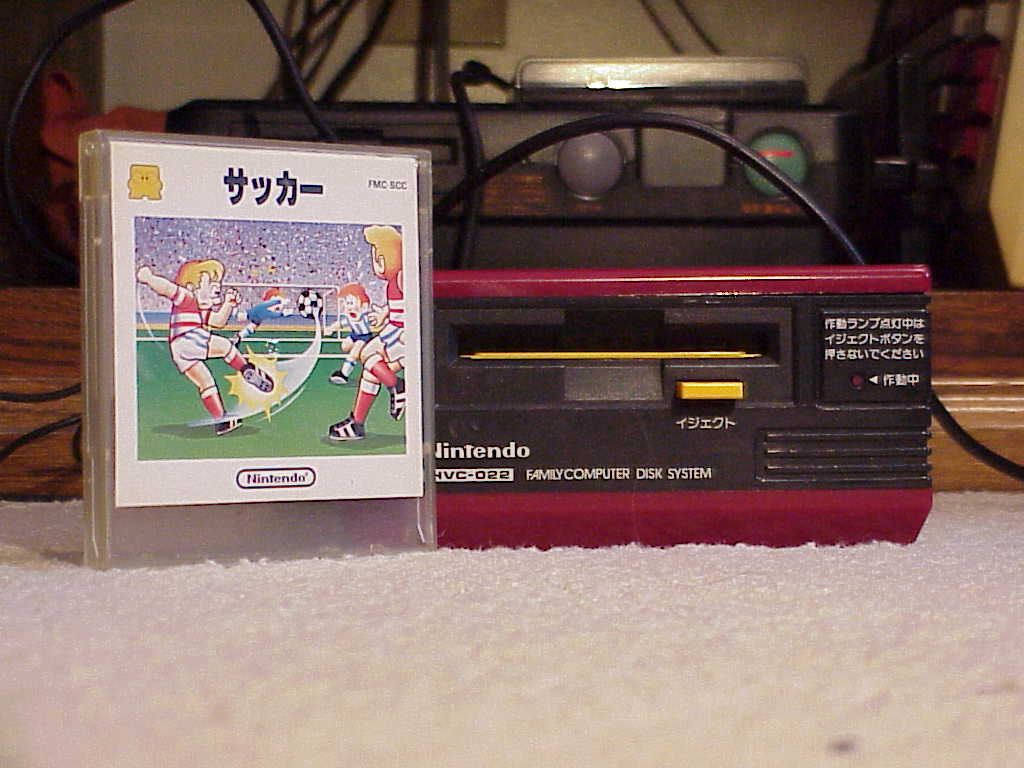 サッカー
FMC-SCC
Nintendo®
作動ランプ点灯中は
イジェクトボタンを
押さないでください
◀作動中
イジェクト
Nintendo
HVC-022 FAMILY COMPUTER DISK SYSTEM